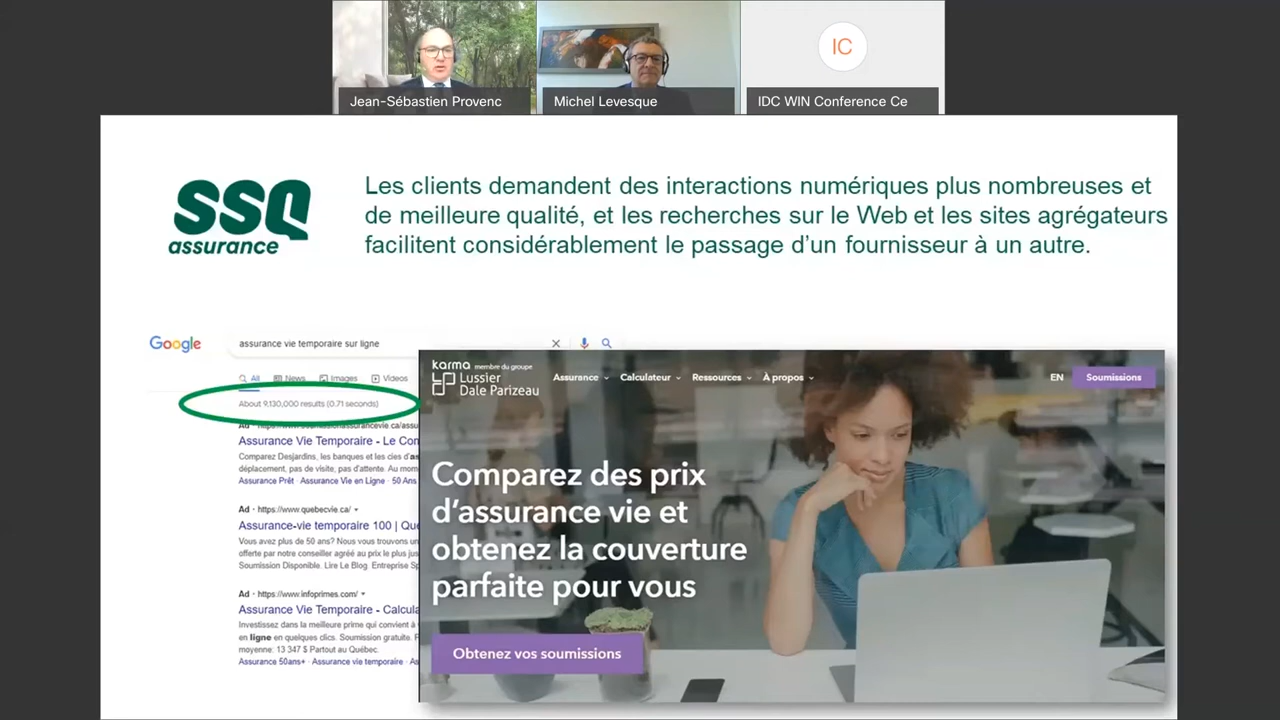 IC
Jean-Sébastien Provenc
Michel Levesque
IDC WIN Conference Ce
SSQ
assurance
Les clients demandent des interactions numériques plus nombreuses et
de meilleure qualité, et les recherches sur le Web et les sites agrégateurs
facilitent considérablement le passage d'un fournisseur à un autre.
Google
assurance vie temporaire sur ligne
All News Images Videos
About 9,130,000 results (0.71 seconds)
Assurance Vie Temporaire - Le Con
Comparez Desjardins, les banques et les cies d'as
déplacement, pas de visite, pas d'attente. Au mom
Assurance Prêt · Assurance Vie en Ligne · 50 Ans
Ad · https://www.quebecvie.ca/
Assurance-vie temporaire 100 | Que
Vous avez plus de 50 ans? Nous vous trouvons un
offerte par notre conseiller agréé au prix le plus jus
Soumission Disponible. Lire Le Blog. Entreprise Sp
Ad · https://www.infoprimes.com/
Assurance Vie Temporaire - Calcula
Investissez dans la meilleure prime qui convient à
en ligne en quelques clics. Soumission gratuite. F
moyenne: 13 347 $ Partout au Québec.
Assurance 50ans+ · Assurance vie temporaire · As
karma membre du groupe
Lussier
Dale Parizeau
Assurance Calculateur Ressources À propos
EN Soumissions
Comparez des prix
d'assurance vie et
obtenez la couverture
parfaite pour vous
Obtenez vos soumissions